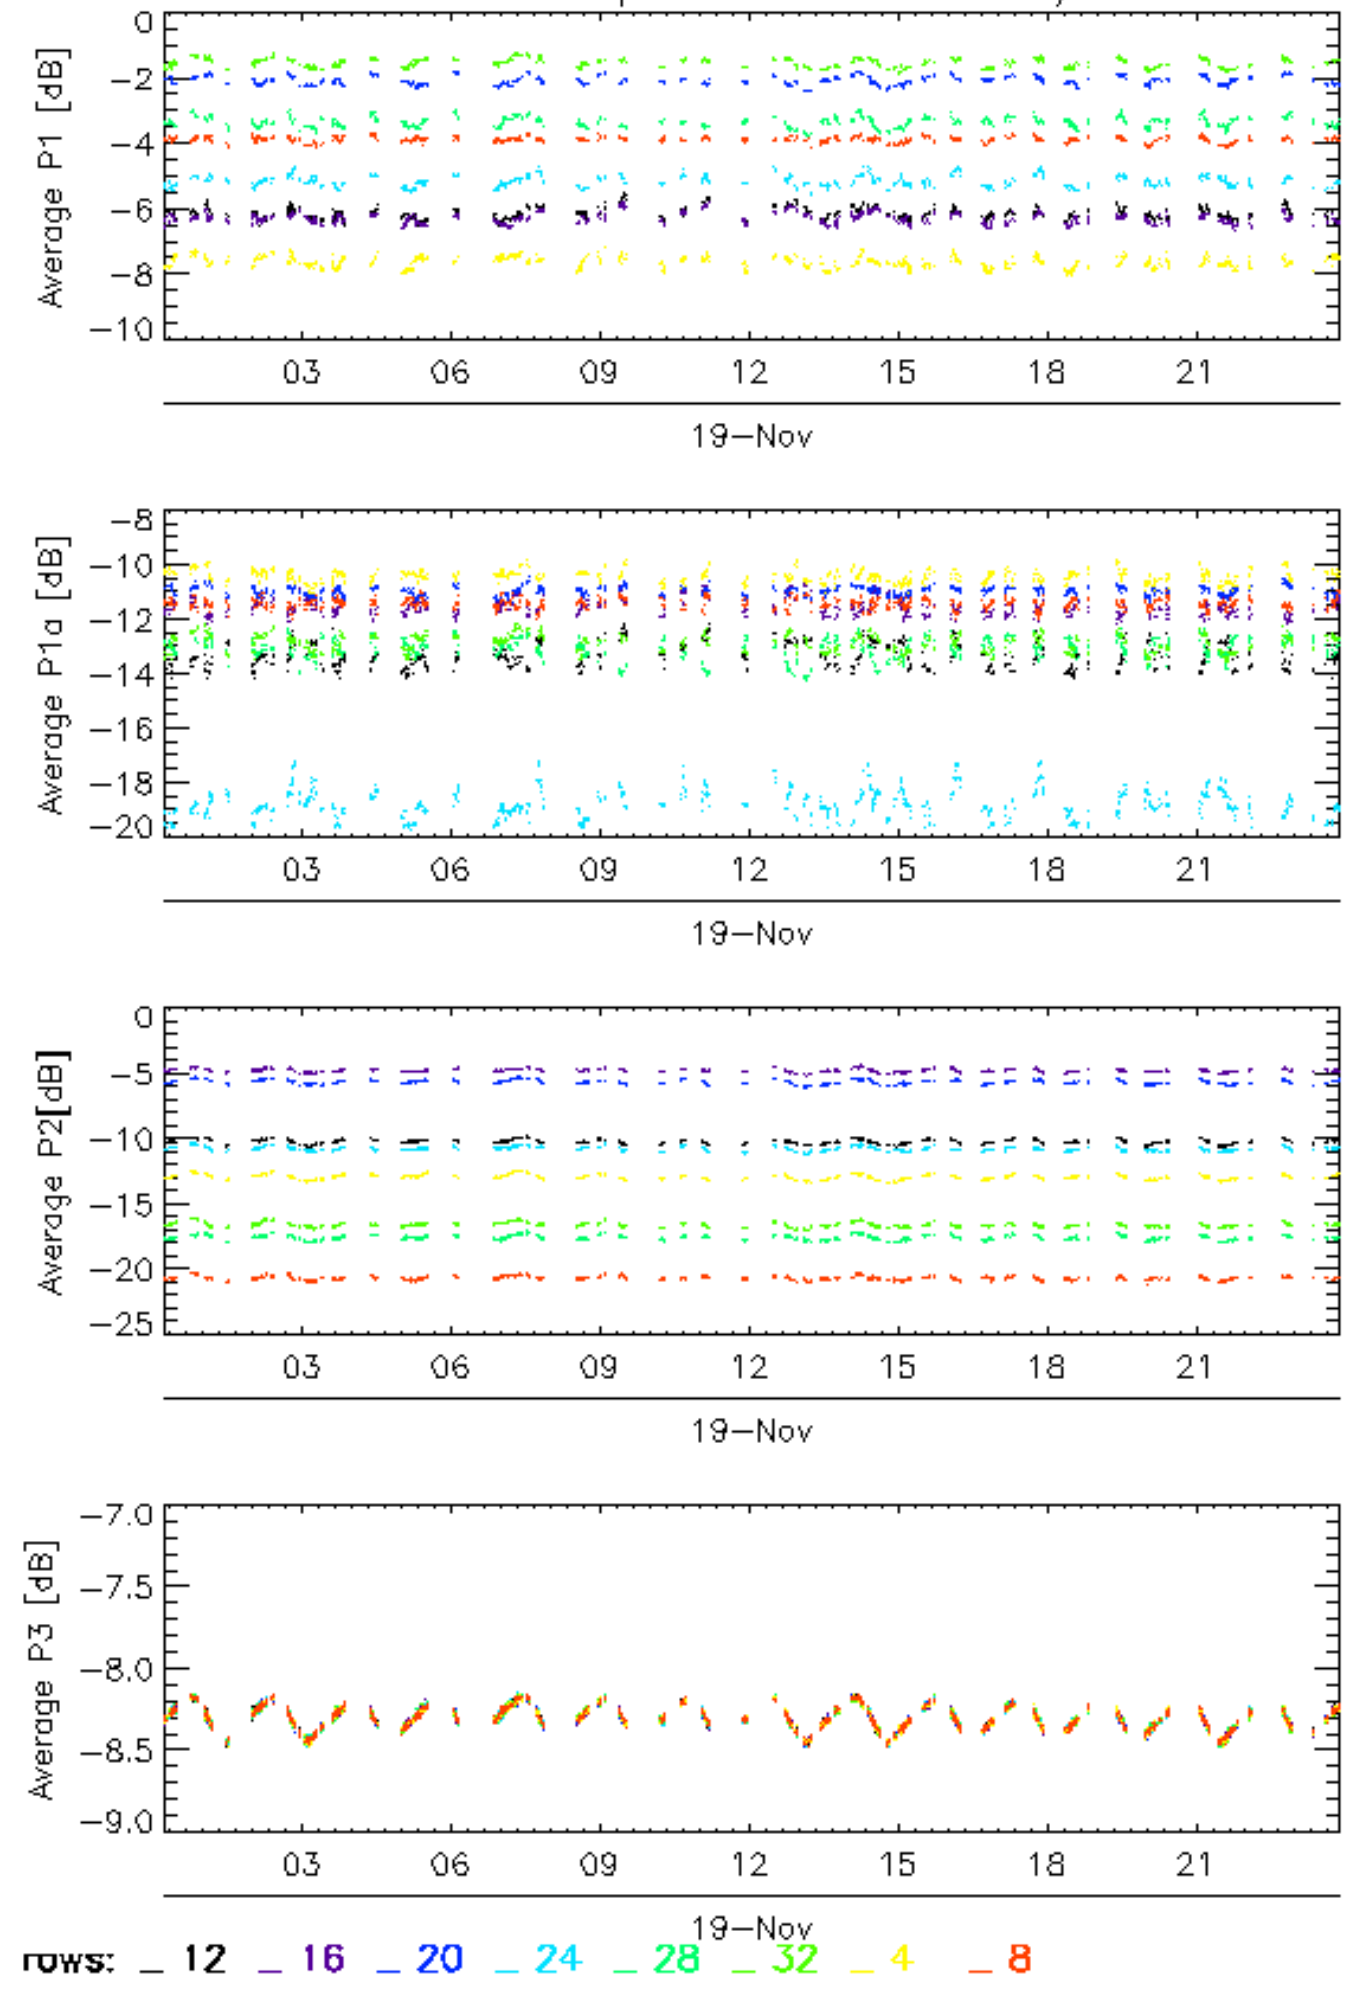 0
−2
−4
−6
−8
−10
Average P1 [dB]
03 06 09 12 15 18 21
19−Nov
−8
−10
−12
−14
−16
−18
−20
Average P1a [dB]
03 06 09 12 15 18 21
19−Nov
0
−5
−10
−15
−20
−25
Average P2[dB]
03 06 09 12 15 18 21
19−Nov
−7.0
−7.5
−8.0
−8.5
−9.0
Average P3 [dB]
03 06 09 12 15 18 21
19−Nov
rows: _ 12 _ 16 _ 20 _ 24 _ 28 _ 32 _ 4 _ 8